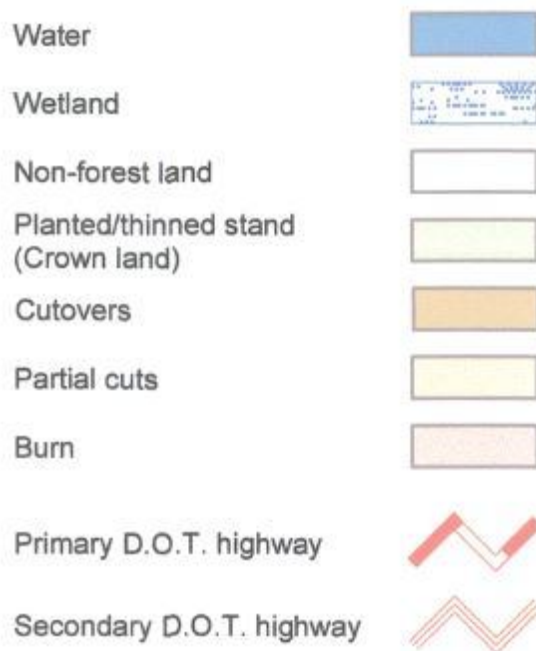 Water
Wetland
Non-forest land
Planted/thinned stand
(Crown land)
Cutovers
Partial cuts
Burn
Primary D.O.T. highway
Secondary D.O.T. highway